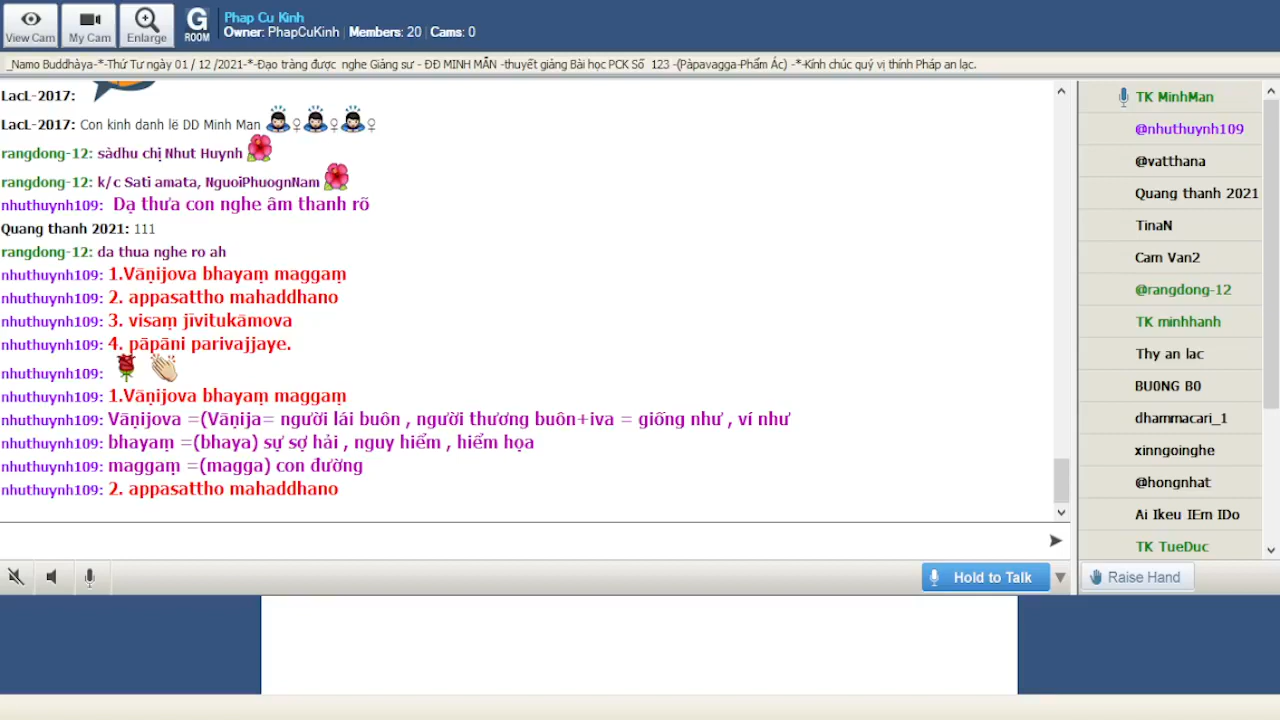 View Cam
My Cam
Enlarge
G
ROOM
Phap Cu Kinh
Owner: PhapCuKinh | Members: 20 | Cams: 0
_Namo Buddhàya-*-Thứ Tư ngày 01 / 12 /2021-*-Đạo tràng được nghe Giảng sư - ĐĐ MINH MẪN -thuyết giảng Bài học PCK Số 123 -(Pàpavagga-Phẩm Ác) -*-Kính chúc quý vị thính Pháp an lạc.
LacL-2017:
LacL-2017: Con kinh danh lê DD Minh Man
rangdong-12: sàdhu chị Nhut Huynh
rangdong-12: k/c Sati amata, NguoiPhuognNam
nhuthuynh109: Dạ thưa con nghe âm thanh rõ
Quang thanh 2021: 111
rangdong-12: da thua nghe ro ah
nhuthuynh109: 1.Vāṇijova bhayaṃ maggaṃ
nhuthuynh109: 2. appasattho mahaddhano
nhuthuynh109: 3. visaṃ jīvitukāmova
nhuthuynh109: 4. pāpāni parivajjaye.
nhuthuynh109:
nhuthuynh109: 1.Vāṇijova bhayaṃ maggaṃ
nhuthuynh109: Vāṇijova =(Vāṇija= người lái buôn , người thương buôn+iva = giống như , ví như
nhuthuynh109: bhayaṃ =(bhaya) sự sợ hải , nguy hiểm , hiểm họa
nhuthuynh109: maggaṃ =(magga) con đường
nhuthuynh109: 2. appasattho mahaddhano
TK MinhMan
@nhuthuynh109
@vatthana
Quang thanh 2021
TinaN
Cam Van2
@rangdong-12
TK minhhanh
Thy an lac
BU0NG B0
dhammacari_1
xinngoinghe
@hongnhat
Ai Ikeu IEm IDo
TK TueDuc
Hold to Talk
Raise Hand